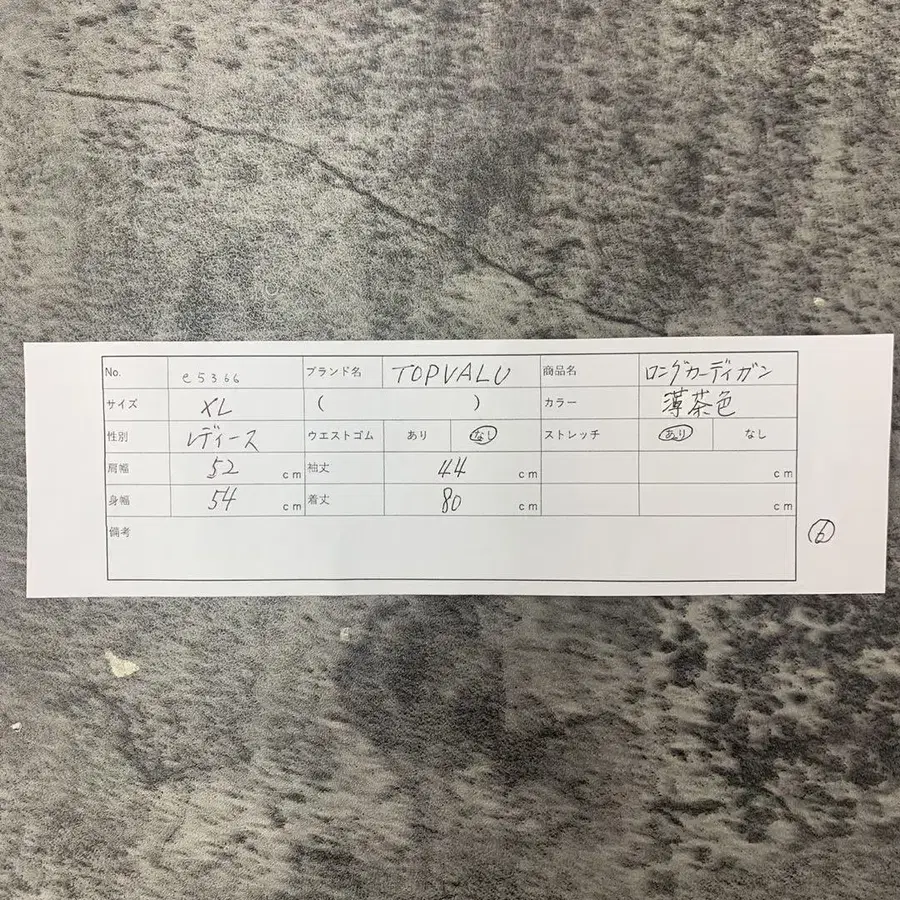 No. e5366 ブランド名 TOPVALU 商品名 ロングカーディガン
サイズ XL ( ) カラー 薄茶色
性別 レディース ウエストゴム あり なし ストレッチ あり なし
肩幅 52 cm 袖丈 44 cm cm
身幅 54 cm 着丈 80 cm cm
備考
6